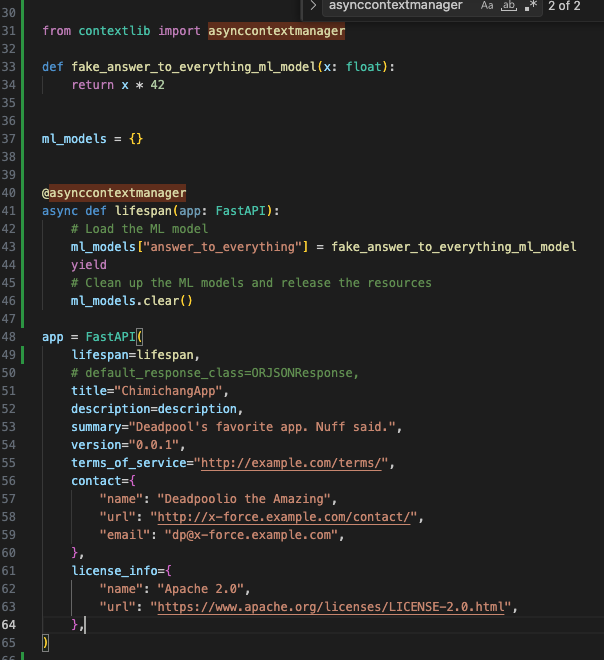 asynccontextmanager Aa ab .* 2 of 2
30
31 from contextlib import asynccontextmanager
32
33 def fake_answer_to_everything_ml_model(x: float):
34     return x * 42
35
36
37 ml_models = {}
38
39
40 @asynccontextmanager
41 async def lifespan(app: FastAPI):
42     # Load the ML model
43     ml_models["answer_to_everything"] = fake_answer_to_everything_ml_model
44     yield
45     # Clean up the ML models and release the resources
46     ml_models.clear()
47
48 app = FastAPI(
49     lifespan=lifespan,
50     # default_response_class=ORJSONResponse,
51     title="ChimichangApp",
52     description=description,
53     summary="Deadpool's favorite app. Nuff said.",
54     version="0.0.1",
55     terms_of_service="http://example.com/terms/",
56     contact={
57         "name": "Deadpoolio the Amazing",
58         "url": "http://x-force.example.com/contact/",
59         "email": "dp@x-force.example.com",
60     },
61     license_info={
62         "name": "Apache 2.0",
63         "url": "https://www.apache.org/licenses/LICENSE-2.0.html",
64     },
65 )
66